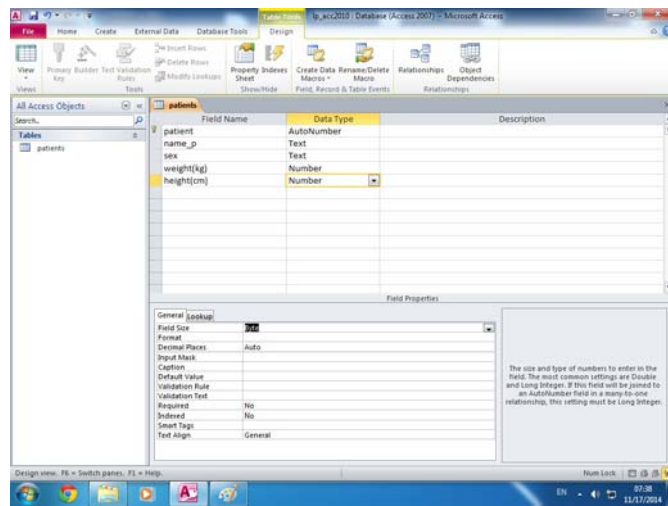 Table Tools
lp_acc2010 : Database (Access 2007) - Microsoft Access
File Home Create External Data Database Tools Design
View Primary Key Builder Test Validation Rules Insert Rows Delete Rows Modify Lookups Property Sheet Indexes Create Data Macros Rename/Delete Macro Relationships Object Dependencies
Views Tools Show/Hide Field, Record & Table Events Relationships
All Access Objects
Search...
Tables
patients
patients
Field Name Data Type Description
patient AutoNumber
name_p Text
sex Text
weight(kg) Number
height(cm) Number
Field Properties
General Lookup
Field Size Byte
Format
Decimal Places Auto
Input Mask
Caption
Default Value
Validation Rule
Validation Text
Required No
Indexed No
Smart Tags
Text Align General
The size and type of numbers to enter in the
field. The most common settings are Double
and Long Integer. If this field will be joined to
an AutoNumber field in a many-to-one
relationship, this setting must be Long Integer.
Design view. F6 = Switch panes. F1 = Help.
Num Lock
EN
07:38
11/17/2014